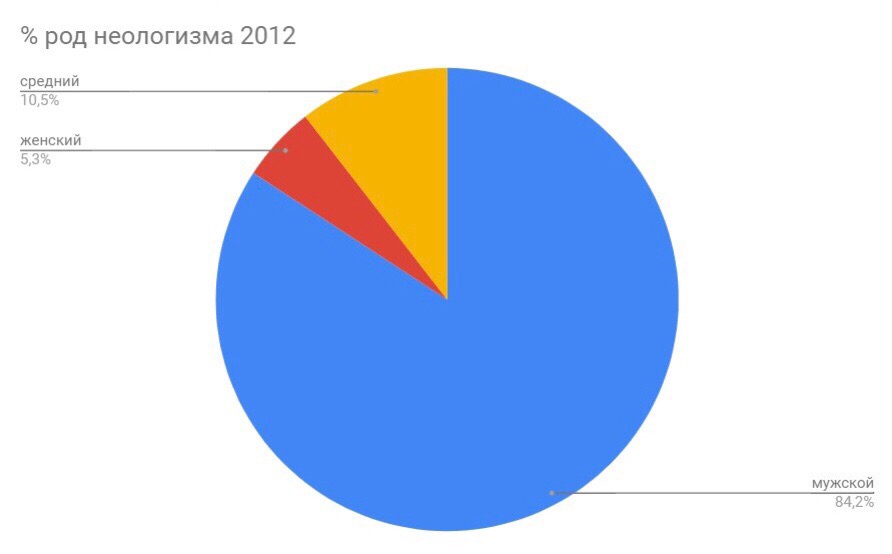 % род неологизма 2012
средний
10,5%
женский
5,3%
мужской
84,2%